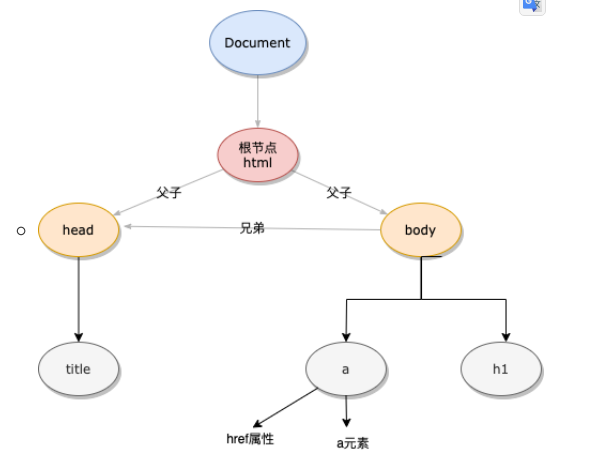 Document
根节点
html
父子
父子
head
兄弟
body
title
a
h1
href属性
a元素